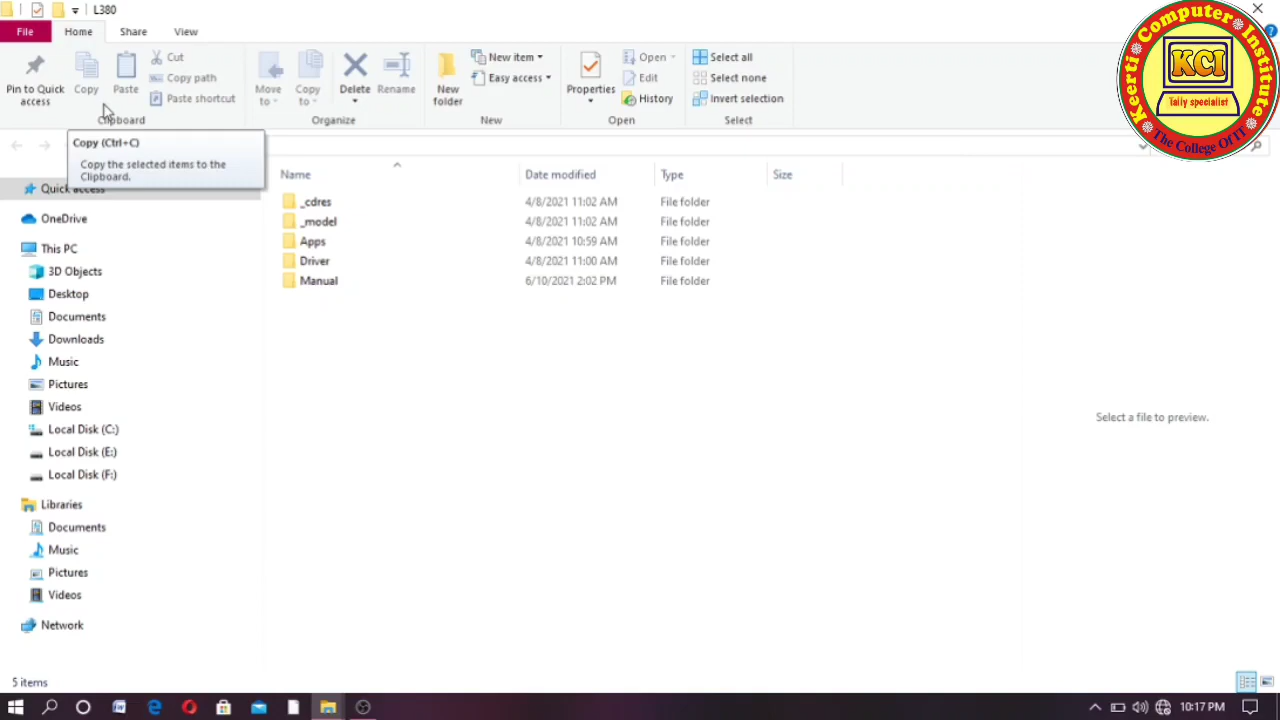 L380
File Home Share View
Keerti Computer Institute
KCI
Tally specialist
The College Of IT
Pin to Quick access
Copy
Paste
Cut
Copy path
Paste shortcut
Clipboard
Move to
Copy to
Delete
Rename
Organize
New folder
New item
Easy access
New
Properties
Open
Edit
History
Open
Select all
Select none
Invert selection
Select
Copy (Ctrl+C)
Copy the selected items to the
Clipboard.
Name Date modified Type Size
_cdres 4/8/2021 11:02 AM File folder
_model 4/8/2021 11:02 AM File folder
Apps 4/8/2021 10:59 AM File folder
Driver 4/8/2021 11:00 AM File folder
Manual 6/10/2021 2:02 PM File folder
Quick access
OneDrive
This PC
3D Objects
Desktop
Documents
Downloads
Music
Pictures
Videos
Local Disk (C:)
Local Disk (E:)
Local Disk (F:)
Libraries
Documents
Music
Pictures
Videos
Network
Select a file to preview.
5 items
10:17 PM